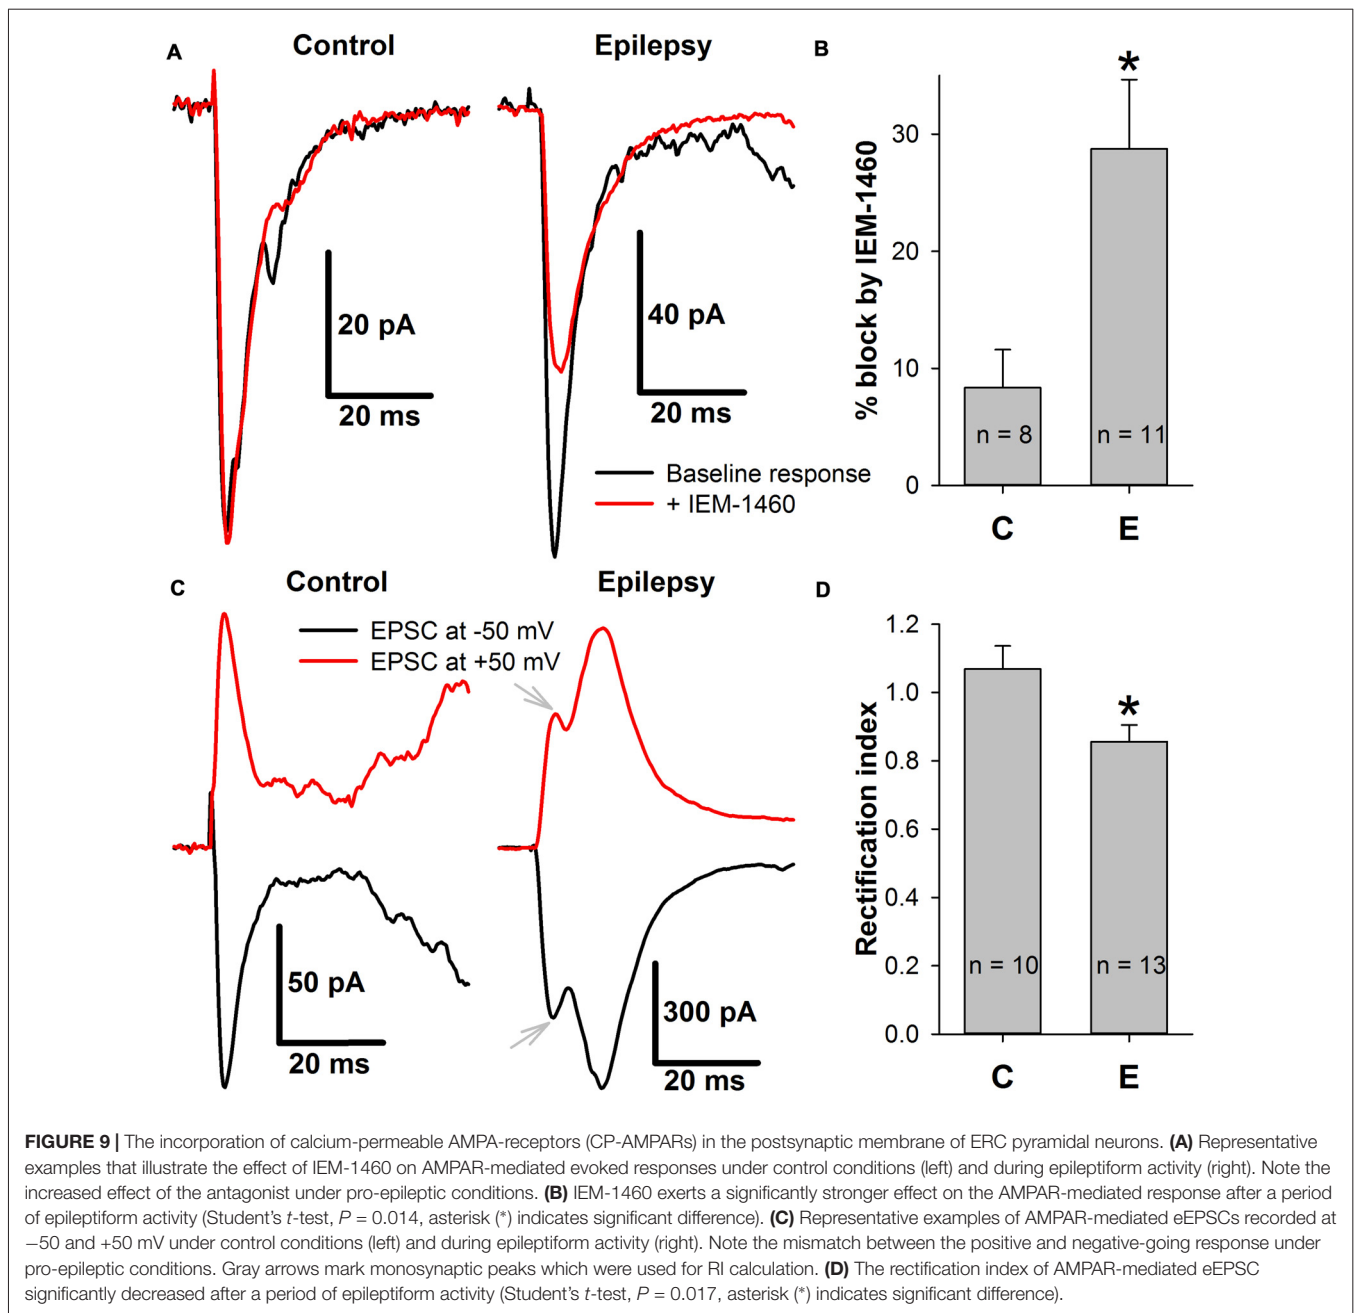 A
Control
Epilepsy
20 pA
20 ms
40 pA
20 ms
Baseline response
+ IEM-1460
B
% block by IEM-1460
30
20
10
0
*
n = 8
n = 11
C
E
C
Control
Epilepsy
EPSC at -50 mV
EPSC at +50 mV
50 pA
20 ms
300 pA
20 ms
D
Rectification index
1.2
1.0
0.8
0.6
0.4
0.2
0.0
*
n = 10
n = 13
C
E
FIGURE 9 | The incorporation of calcium-permeable AMPA-receptors (CP-AMPARs) in the postsynaptic membrane of ERC pyramidal neurons. (A) Representative
examples that illustrate the effect of IEM-1460 on AMPAR-mediated evoked responses under control conditions (left) and during epileptiform activity (right). Note the
increased effect of the antagonist under pro-epileptic conditions. (B) IEM-1460 exerts a significantly stronger effect on the AMPAR-mediated response after a period
of epileptiform activity (Student's t-test, P = 0.014, asterisk (*) indicates significant difference). (C) Representative examples of AMPAR-mediated eEPSCs recorded at
−50 and +50 mV under control conditions (left) and during epileptiform activity (right). Note the mismatch between the positive and negative-going response under
pro-epileptic conditions. Gray arrows mark monosynaptic peaks which were used for RI calculation. (D) The rectification index of AMPAR-mediated eEPSC
significantly decreased after a period of epileptiform activity (Student's t-test, P = 0.017, asterisk (*) indicates significant difference).